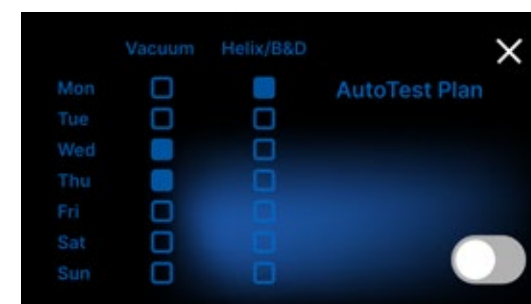 Vacuum Helix/B&D
Mon
AutoTest Plan
Tue
Wed
Thu
Fri
Sat
Sun